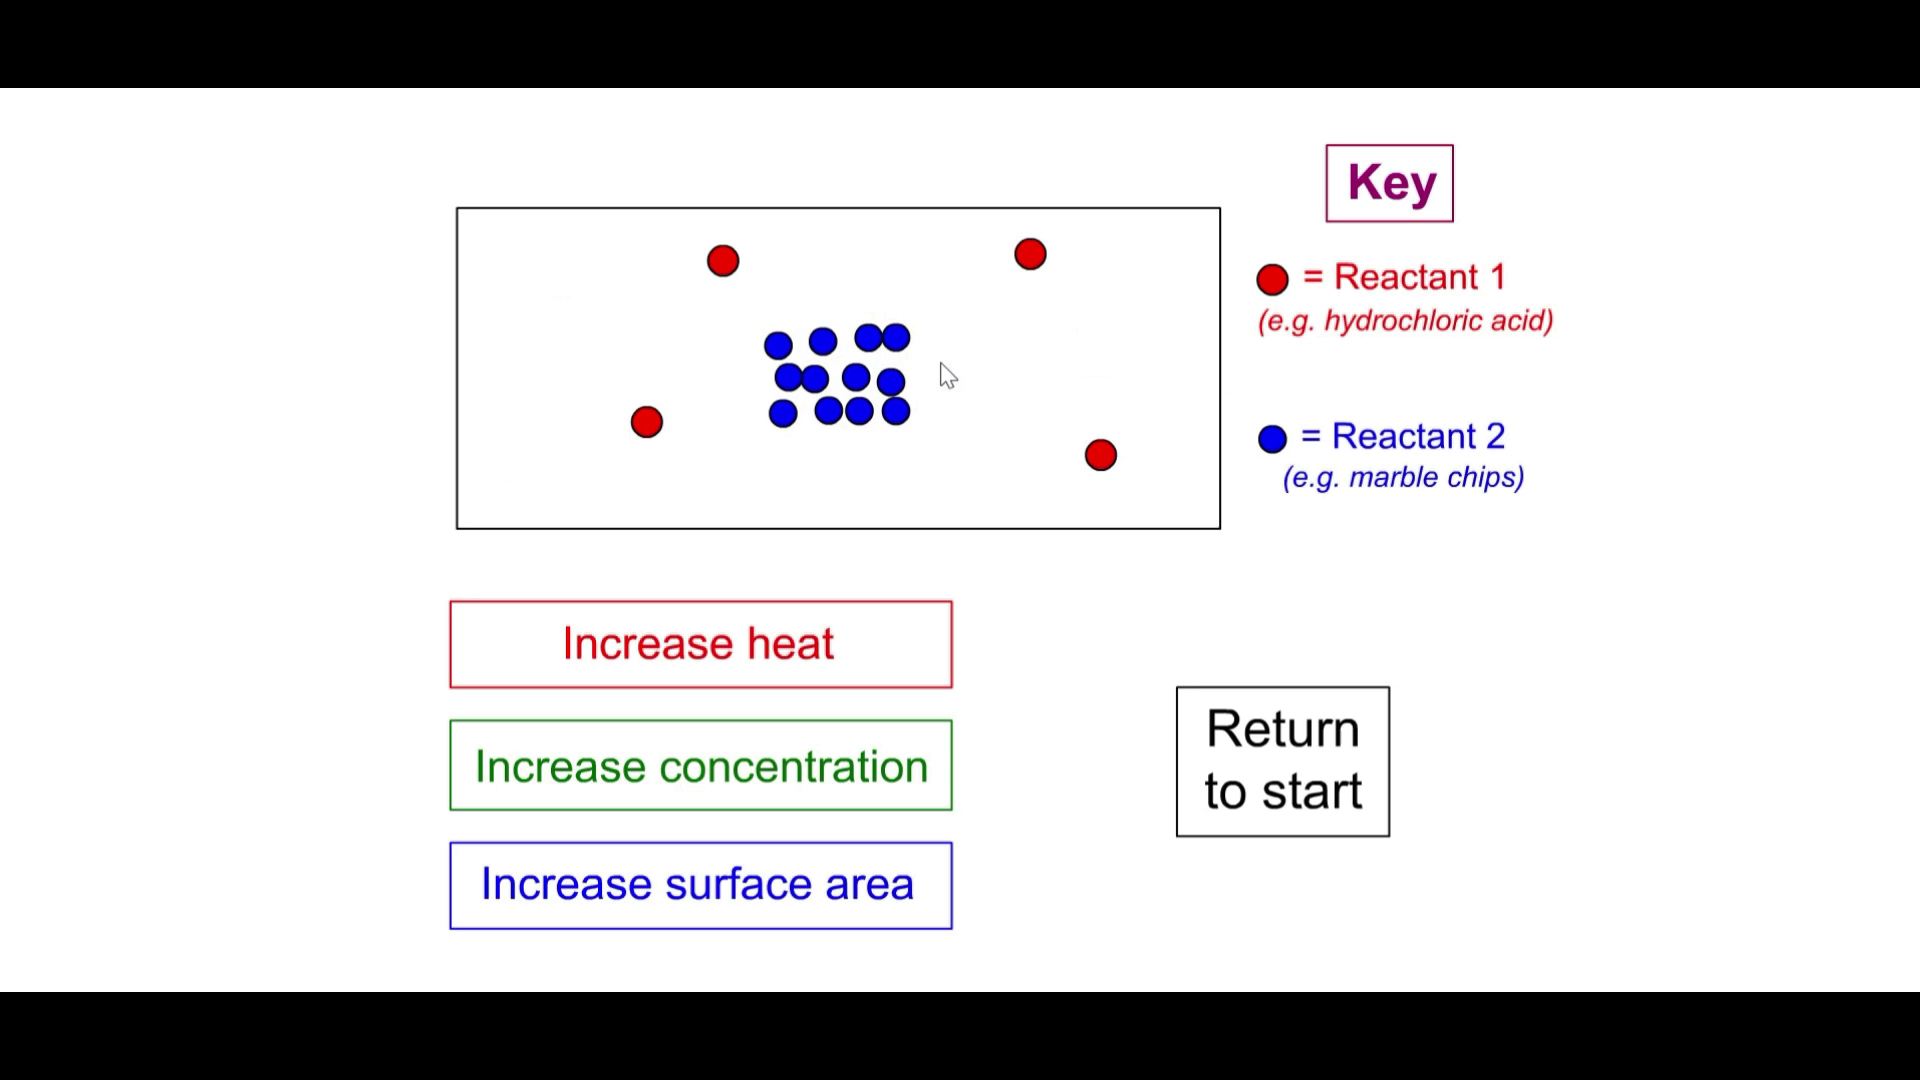 Key
= Reactant 1
(e.g. hydrochloric acid)
= Reactant 2
(e.g. marble chips)
Increase heat
Increase concentration
Increase surface area
Return
to start